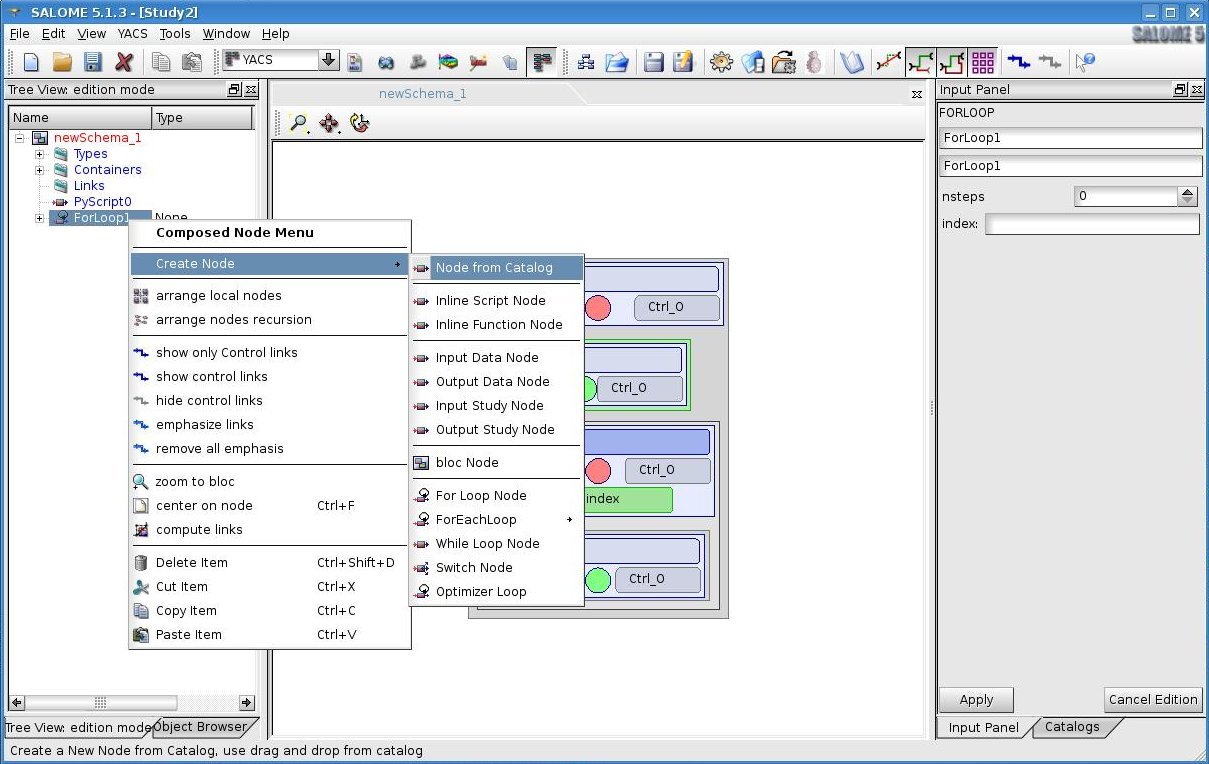 SALOME 5.1.3 - [Study2]
File Edit View YACS Tools Window Help
SALOME 5
YACS
Tree View: edition mode
newSchema_1
Input Panel
Name Type
newSchema_1
Types
Containers
Links
PyScript0
ForLoop1 None
FORLOOP
ForLoop1
ForLoop1
nsteps 0
index:
Composed Node Menu
Create Node
arrange local nodes
arrange nodes recursion
show only Control links
show control links
hide control links
emphasize links
remove all emphasis
zoom to bloc
center on node Ctrl+F
compute links
Delete Item Ctrl+Shift+D
Cut Item Ctrl+X
Copy Item Ctrl+C
Paste Item Ctrl+V
Node from Catalog
Inline Script Node
Inline Function Node
Input Data Node
Output Data Node
Input Study Node
Output Study Node
bloc Node
For Loop Node
ForEachLoop
While Loop Node
Switch Node
Optimizer Loop
Ctrl_O
Ctrl_O
Ctrl_O
index
Ctrl_O
Apply Cancel Edition
Tree View: edition mode Object Browser
Input Panel Catalogs
Create a New Node from Catalog, use drag and drop from catalog